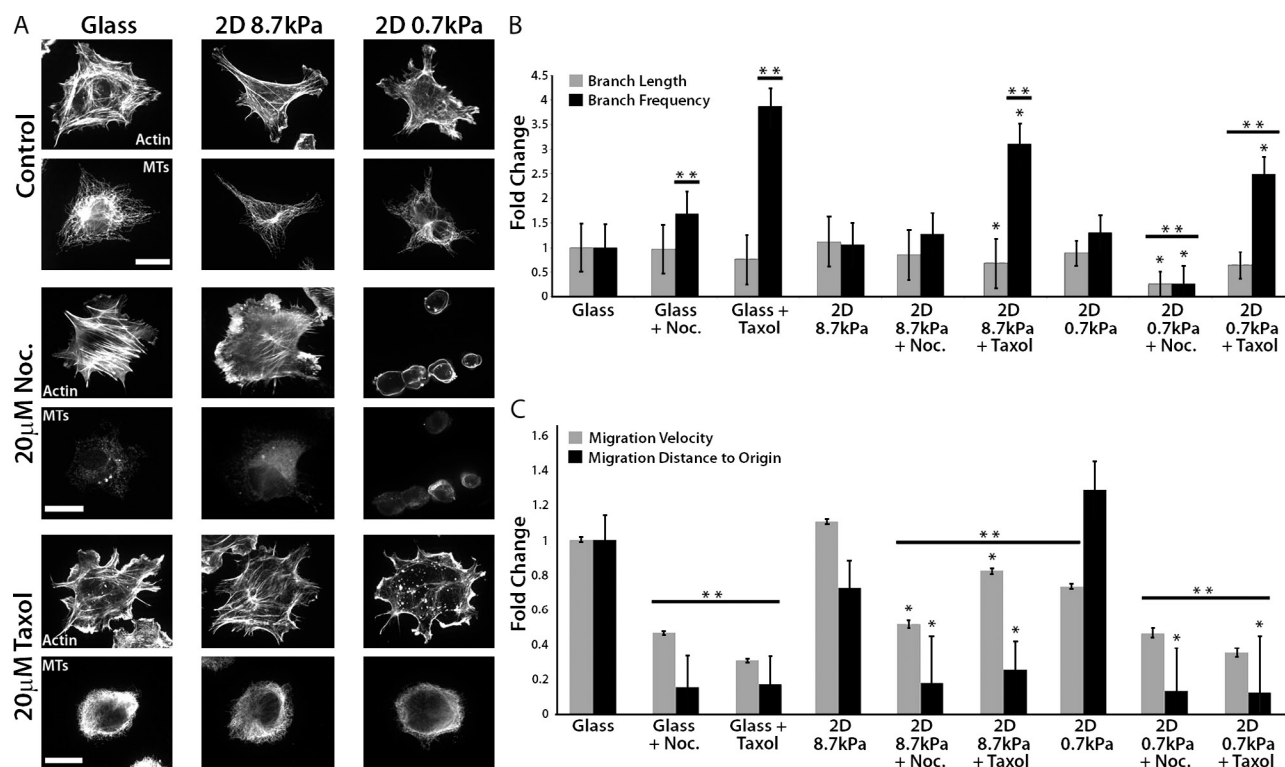 A
Glass
2D 8.7kPa
2D 0.7kPa
Control
Actin
MTs
20µM Noc.
Actin
MTs
20µM Taxol
Actin
MTs
B
Branch Length
Branch Frequency
Fold Change
4.5
4
3.5
3
2.5
2
1.5
1
0.5
0
**
**
**
*
*
**
*
*
**
*
Glass
Glass
+ Noc.
Glass +
Taxol
2D
8.7kPa
2D
8.7kPa
+ Noc.
2D
8.7kPa
+ Taxol
2D
0.7kPa
2D
0.7kPa
+ Noc.
2D
0.7kPa
+ Taxol
C
Migration Velocity
Migration Distance to Origin
Fold Change
1.6
1.4
1.2
1
0.8
0.6
0.4
0.2
0
**
**
*
*
*
*
**
*
*
Glass
Glass
+ Noc.
Glass +
Taxol
2D
8.7kPa
2D
8.7kPa
+ Noc.
2D
8.7kPa
+ Taxol
2D
0.7kPa
2D
0.7kPa
+ Noc.
2D
0.7kPa
+ Taxol